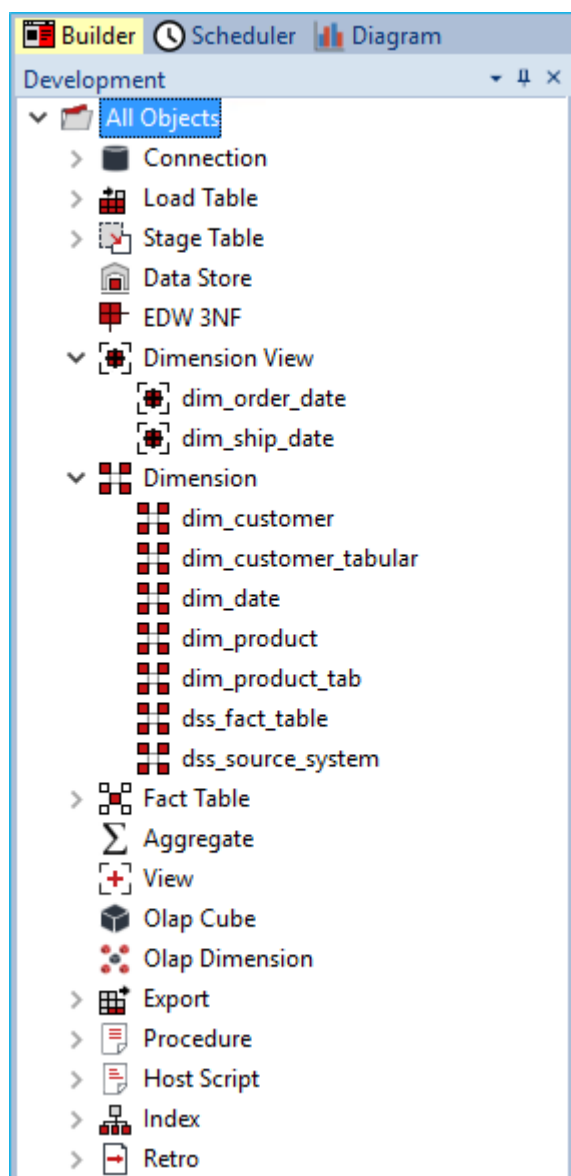 Builder Scheduler Diagram
Development
All Objects
Connection
Load Table
Stage Table
Data Store
EDW 3NF
Dimension View
dim_order_date
dim_ship_date
Dimension
dim_customer
dim_customer_tabular
dim_date
dim_product
dim_product_tab
dss_fact_table
dss_source_system
Fact Table
Aggregate
View
Olap Cube
Olap Dimension
Export
Procedure
Host Script
Index
Retro